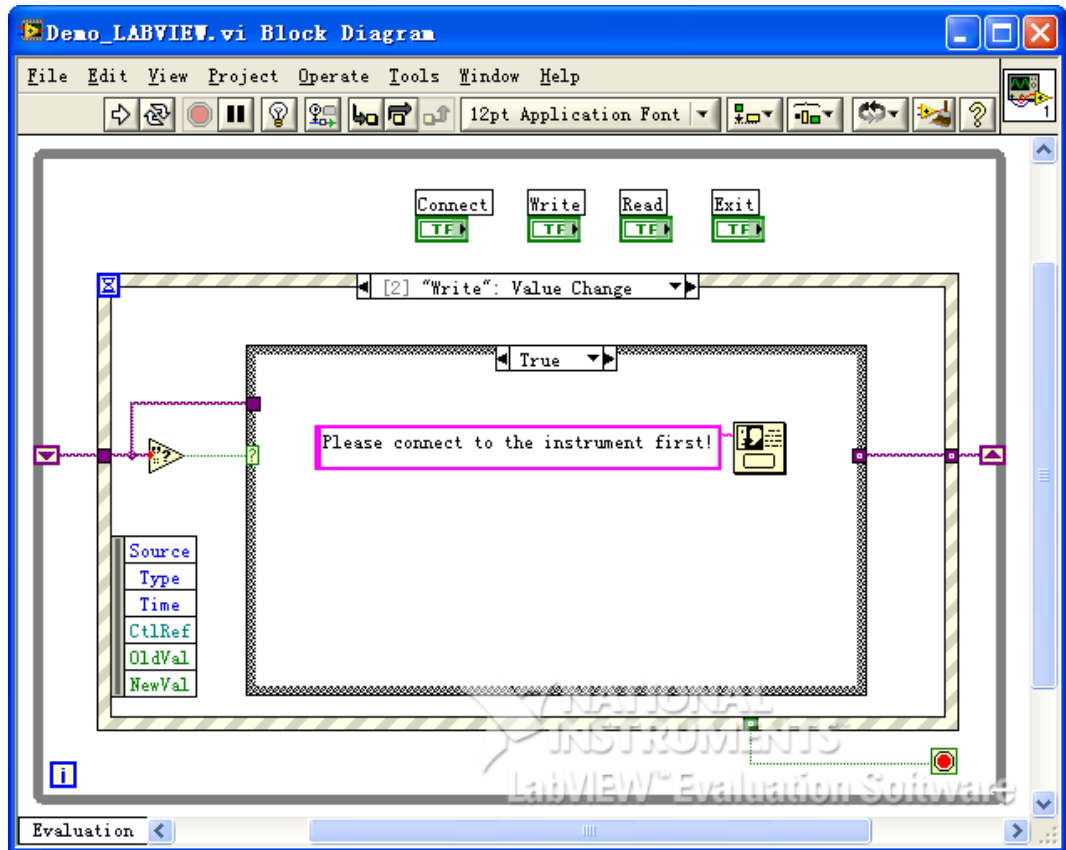 Demo_LABVIEW.vi Block Diagram
File Edit View Project Operate Tools Window Help
12pt Application Font
1
Connect Write Read Exit
TF TF TF TF
[2] "Write": Value Change
True
Please connect to the instrument first!
?
Source
Type
Time
CtlRef
OldVal
NewVal
NATIONAL
INSTRUMENTS
i
LabVIEW™ Evaluation Software
Evaluation